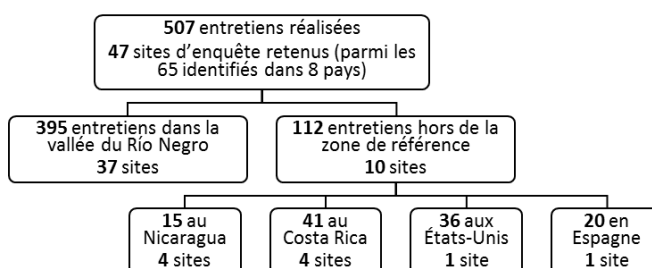 507 entretiens réalisées
47 sites d'enquête retenus (parmi les
65 identifiés dans 8 pays)
395 entretiens dans la
vallée du Río Negro
37 sites
112 entretiens hors de la
zone de référence
10 sites
15 au
Nicaragua
4 sites
41 au
Costa Rica
4 sites
36 aux
États-Unis
1 site
20 en
Espagne
1 site